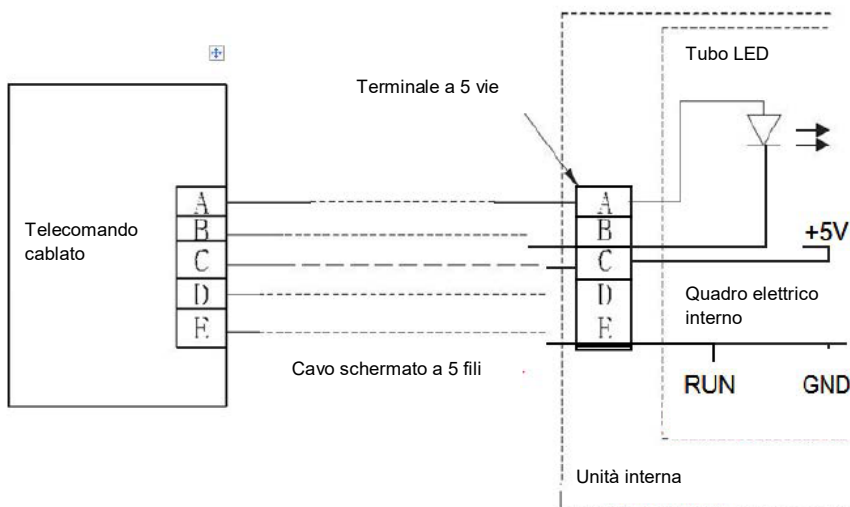 Tubo LED
Terminale a 5 vie
A
B
C
D
E
Telecomando
cablato
A
B
C
D
E
+5V
Quadro elettrico
interno
Cavo schermato a 5 fili
RUN
GND
Unità interna